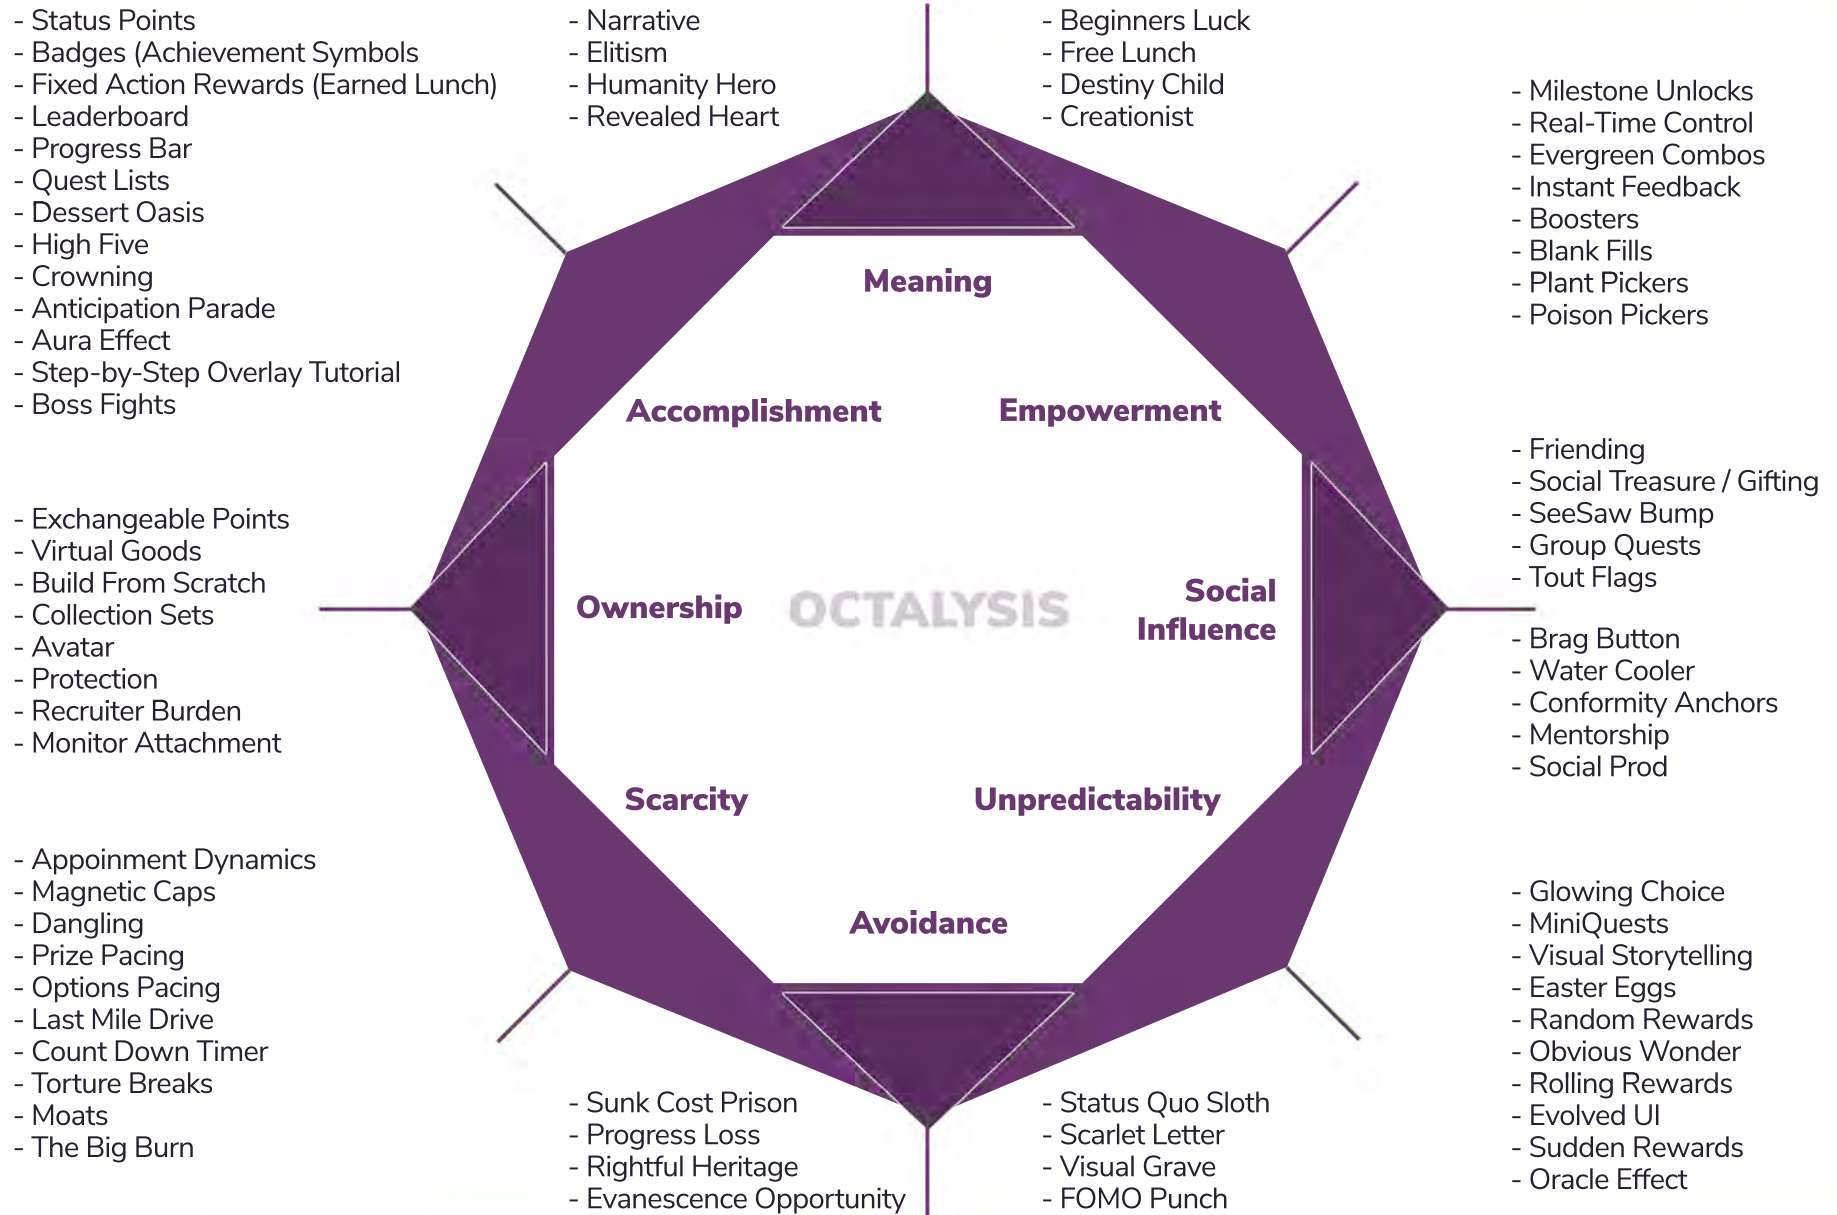 - Status Points
- Badges (Achievement Symbols
- Fixed Action Rewards (Earned Lunch)
- Leaderboard
- Progress Bar
- Quest Lists
- Dessert Oasis
- High Five
- Crowning
- Anticipation Parade
- Aura Effect
- Step-by-Step Overlay Tutorial
- Boss Fights
- Narrative
- Elitism
- Humanity Hero
- Revealed Heart
- Beginners Luck
- Free Lunch
- Destiny Child
- Creationist
- Milestone Unlocks
- Real-Time Control
- Evergreen Combos
- Instant Feedback
- Boosters
- Blank Fills
- Plant Pickers
- Poison Pickers
Meaning
Accomplishment
Empowerment
Ownership
OCTALYSIS
Social
Influence
Scarcity
Unpredictability
Avoidance
- Exchangeable Points
- Virtual Goods
- Build From Scratch
- Collection Sets
- Avatar
- Protection
- Recruiter Burden
- Monitor Attachment
- Friending
- Social Treasure / Gifting
- SeeSaw Bump
- Group Quests
- Tout Flags
- Brag Button
- Water Cooler
- Conformity Anchors
- Mentorship
- Social Prod
- Appoinment Dynamics
- Magnetic Caps
- Dangling
- Prize Pacing
- Options Pacing
- Last Mile Drive
- Count Down Timer
- Torture Breaks
- Moats
- The Big Burn
- Sunk Cost Prison
- Progress Loss
- Rightful Heritage
- Evanescence Opportunity
- Status Quo Sloth
- Scarlet Letter
- Visual Grave
- FOMO Punch
- Glowing Choice
- MiniQuests
- Visual Storytelling
- Easter Eggs
- Random Rewards
- Obvious Wonder
- Rolling Rewards
- Evolved UI
- Sudden Rewards
- Oracle Effect